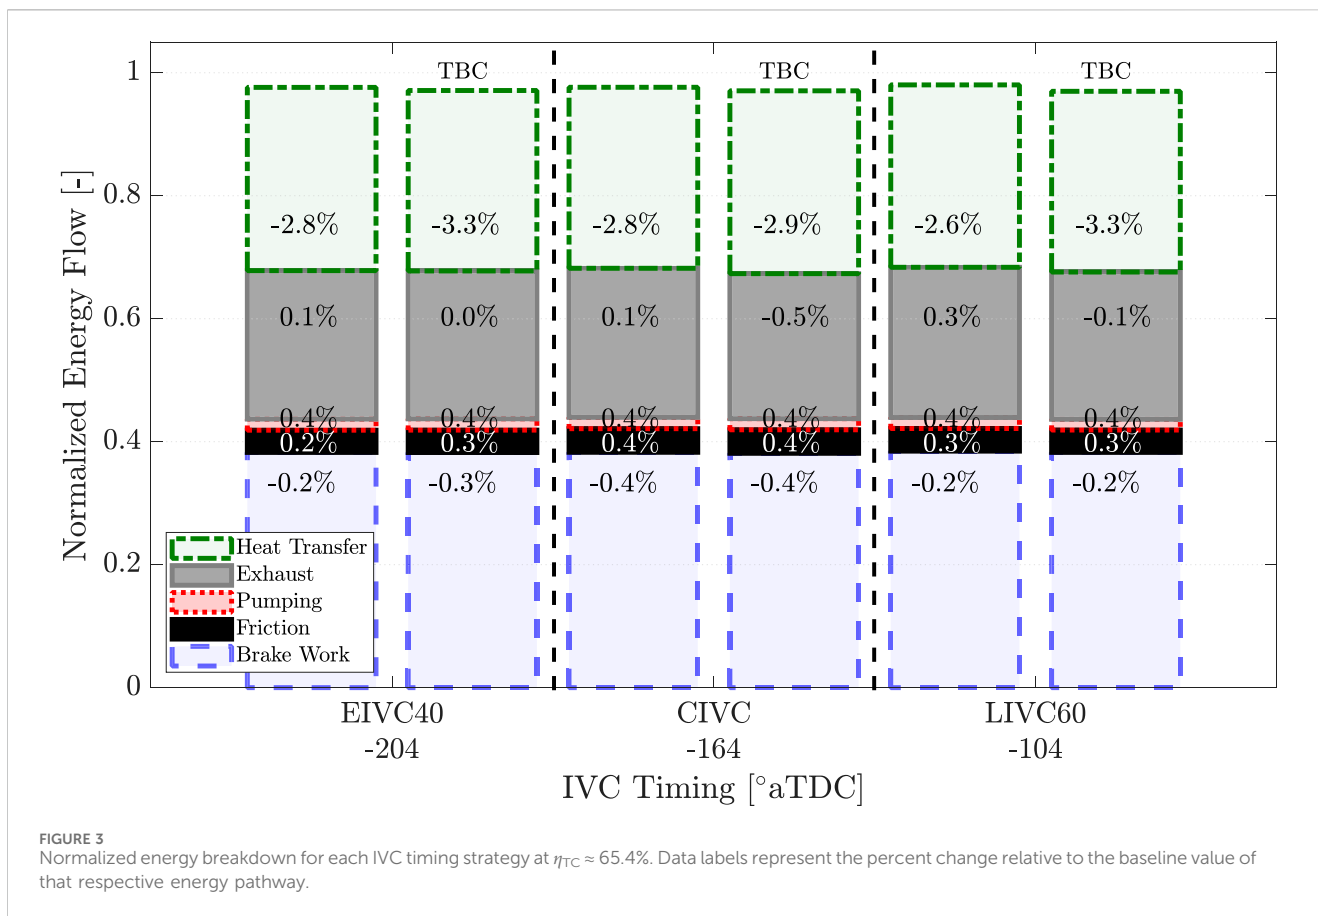 TBC TBC TBC
1
0.8
0.6
0.4
0.2
0
Normalized Energy Flow [-]
-2.8% -3.3% -2.8% -2.9% -2.6% -3.3%
0.1% 0.0% 0.1% -0.5% 0.3% -0.1%
0.4% 0.4% 0.4% 0.4% 0.4% 0.4%
0.2% 0.3% 0.4% 0.4% 0.3% 0.3%
-0.2% -0.3% -0.4% -0.4% -0.2% -0.2%
Heat Transfer
Exhaust
Pumping
Friction
Brake Work
EIVC40 CIVC LIVC60
-204 -164 -104
IVC Timing [°aTDC]
FIGURE 3
Normalized energy breakdown for each IVC timing strategy at ηTC ≈ 65.4%. Data labels represent the percent change relative to the baseline value of
that respective energy pathway.